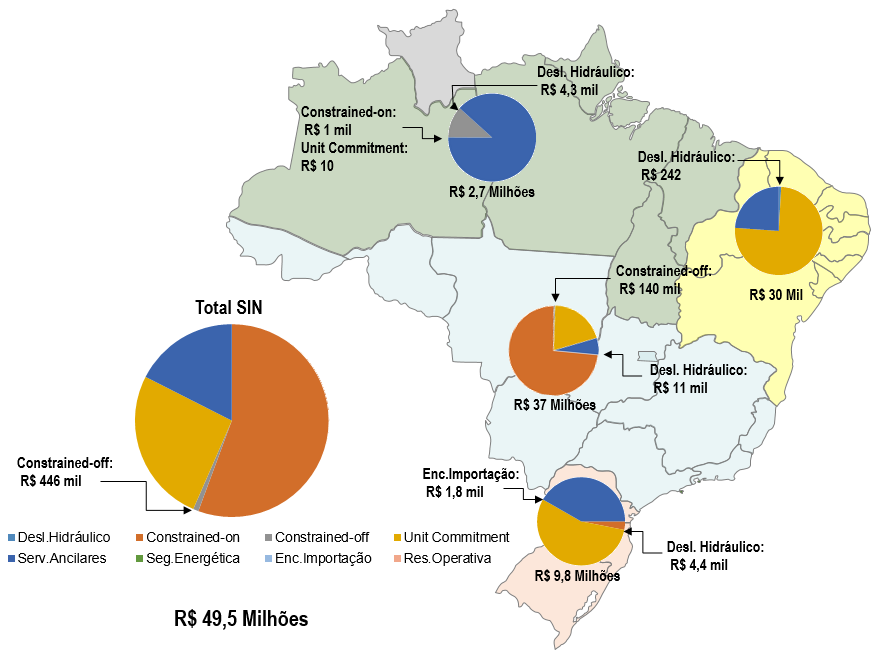 Desl. Hidráulico:
R$ 4,3 mil
Constrained-on:
R$ 1 mil
Unit Commitment:
R$ 10
R$ 2,7 Milhões
Desl. Hidráulico:
R$ 242
R$ 30 Mil
Constrained-off:
R$ 140 mil
Desl. Hidráulico:
R$ 11 mil
R$ 37 Milhões
Total SIN
Constrained-off:
R$ 446 mil
Enc.Importação:
R$ 1,8 mil
Desl. Hidráulico:
R$ 4,4 mil
R$ 9,8 Milhões
Desl.Hidráulico Constrained-on Constrained-off Unit Commitment
Serv.Ancilares Seg.Energética Enc.Importação Res.Operativa
R$ 49,5 Milhões